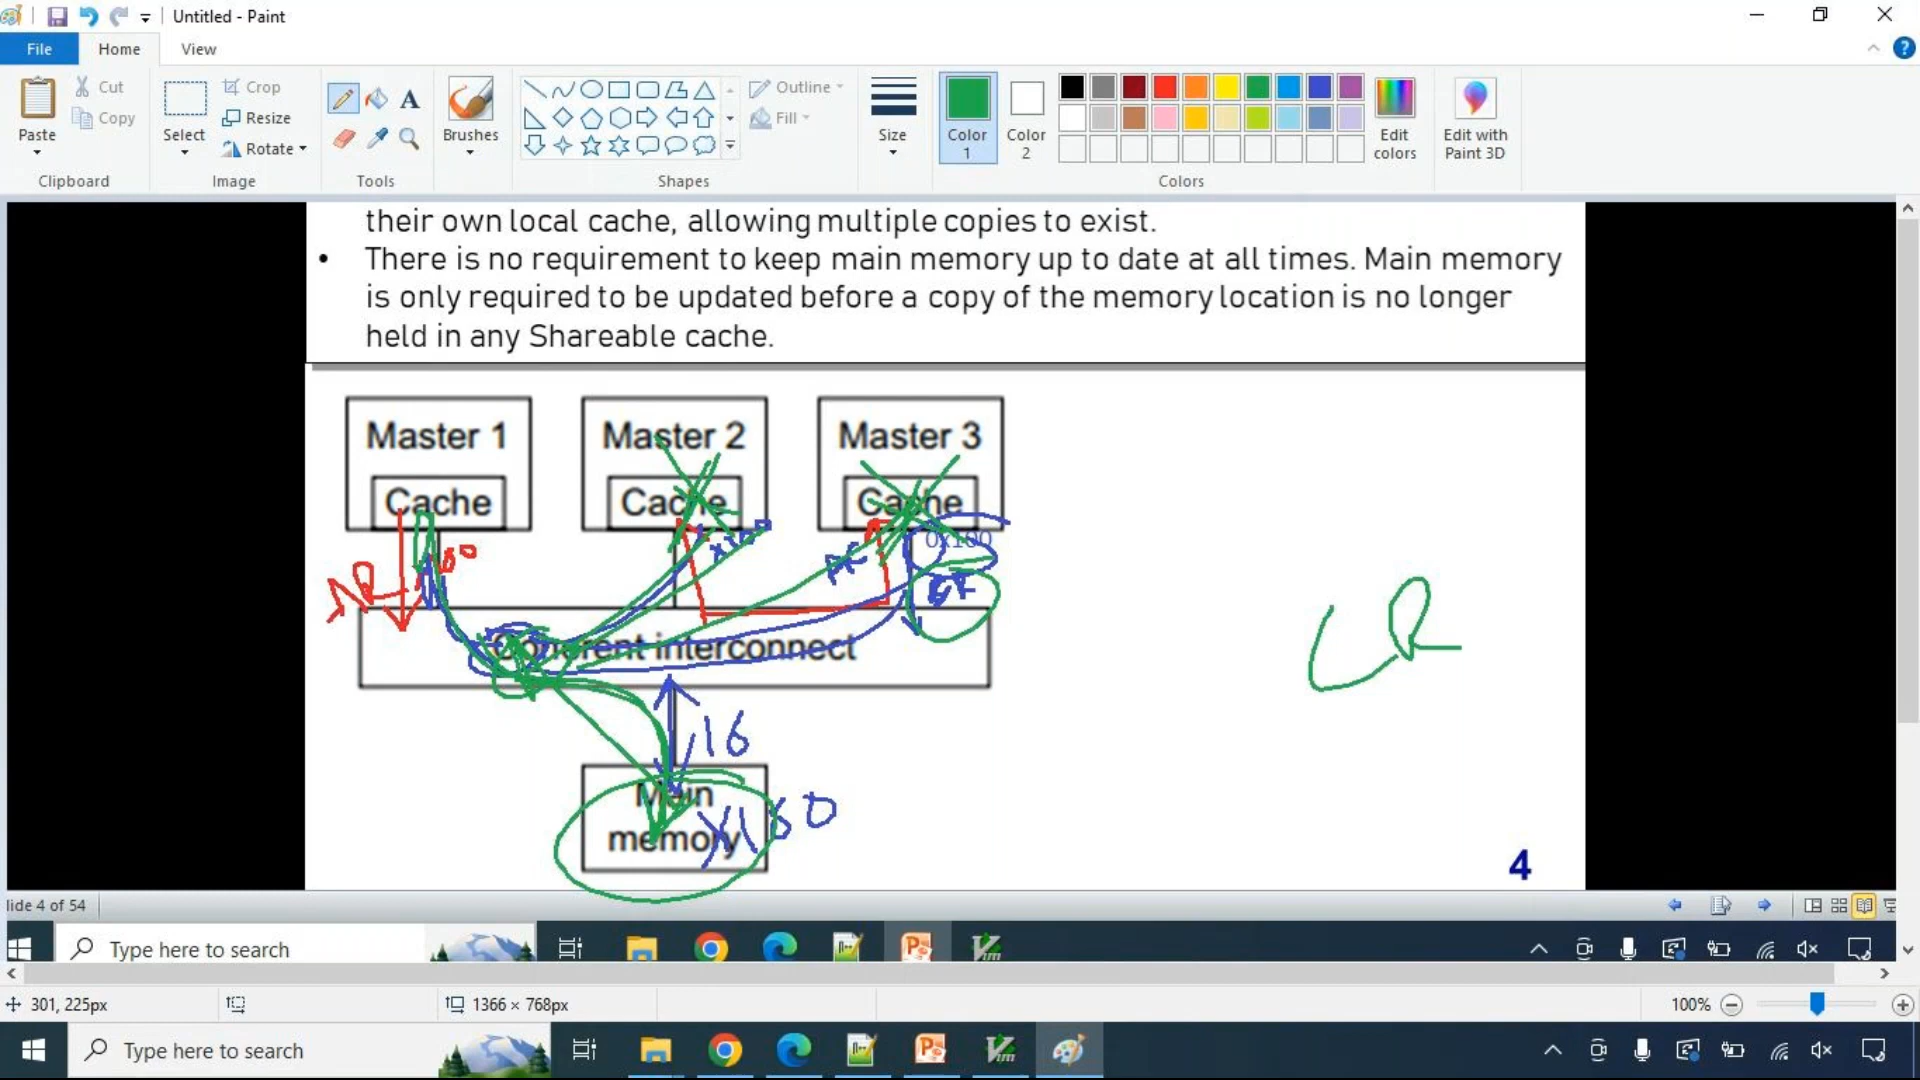 Untitled - Paint
File Home View
Paste
Cut
Copy
Clipboard
Select
Crop
Resize
Rotate
Image
Tools
Brushes
Outline
Fill
Shapes
Size
Color 1
Color 2
Edit colors
Edit with Paint 3D
Colors
their own local cache, allowing multiple copies to exist.
• There is no requirement to keep main memory up to date at all times. Main memory
is only required to be updated before a copy of the memory location is no longer
held in any Shareable cache.
Master 1 Master 2 Master 3
Cache Cache Cache
0x100
Coherent interconnect
16
Main
memory
4
lide 4 of 54
Type here to search
301, 225px
1366 × 768px
100%
Type here to search